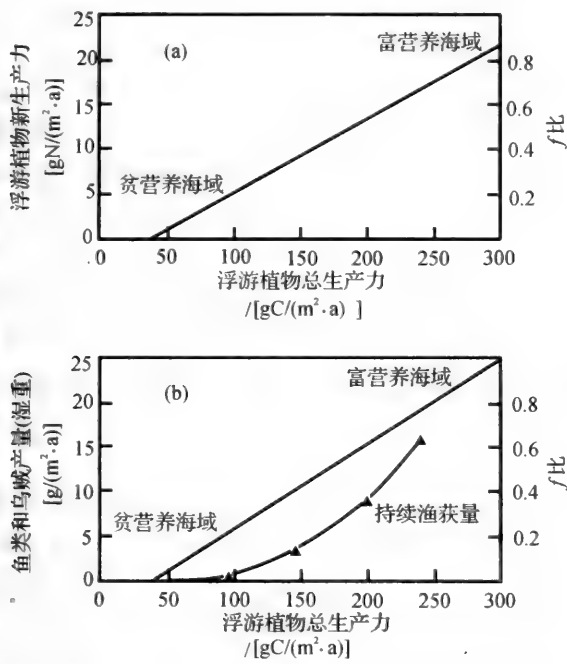 25
20
15
10
5
0
浮游植物新生产力
[gN/(m²·a)]
(a)
富营养海域
贫营养海域
0.8
0.6
0.4
0.2
f比
0 50 100 150 200 250 300
浮游植物总生产力
/[gC/(m²·a) ]
25
20
15
10
5
0
鱼类和乌贼产量(湿重)
[g/(m²·a)]
(b)
富营养海域
贫营养海域
持续渔获量
0.8
0.6
0.4
0.2
f比
0 50 100 150 200 250 300
浮游植物总生产力
/[gC/(m²·a)]